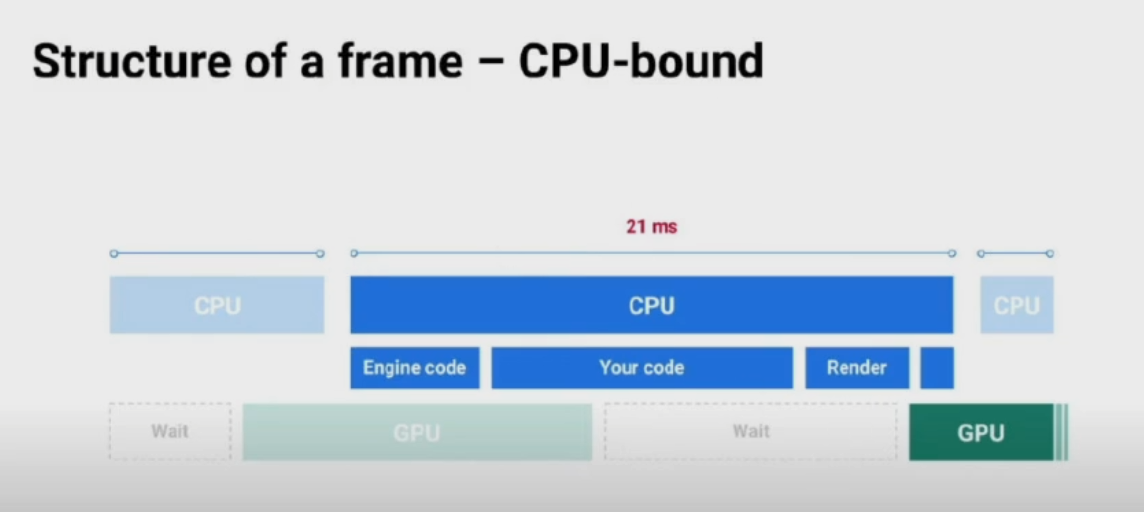 Structure of a frame – CPU-bound
21 ms
CPU CPU CPU
Engine code Your code Render
Wait GPU Wait GPU